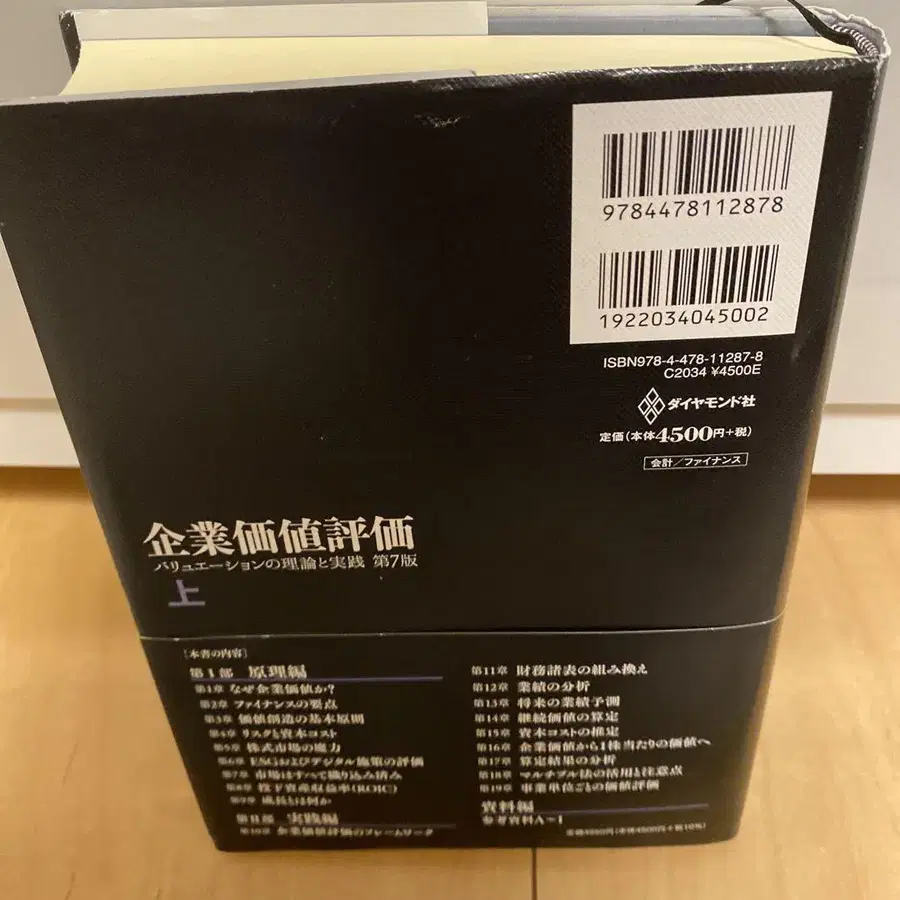 9784478112878
1922034045002
ISBN978-4-478-11287-8
C2034 ¥4500E
ダイヤモンド社
定価(本体4500円+税)
会計/ファイナンス
企業価値評価
バリュエーションの理論と実践 第7版
上
[本書の内容]
第I部 原理編
第1章 なぜ企業価値か?
第2章 ファイナンスの要点
第3章 価値創造の基本原則
第4章 リスクと資本コスト
第5章 株式市場の魔力
第6章 ESGおよびデジタル施策の評価
第7章 市場はすべて織り込み済み
第8章 投下資産収益率(ROIC)
第9章 成長とは何か
第II部 実践編
第10章 企業価値評価のフレームワーク
第11章 財務諸表の組み換え
第12章 業績の分析
第13章 将来の業績予測
第14章 継続価値の算定
第15章 資本コストの推定
第16章 企業価値から1株当たりの価値へ
第17章 算定結果の分析
第18章 マルチプル法の活用と注意点
第19章 事業単位ごとの価値評価
資料編
参考資料A〜I
定価4950円(本体4500円+税10%)